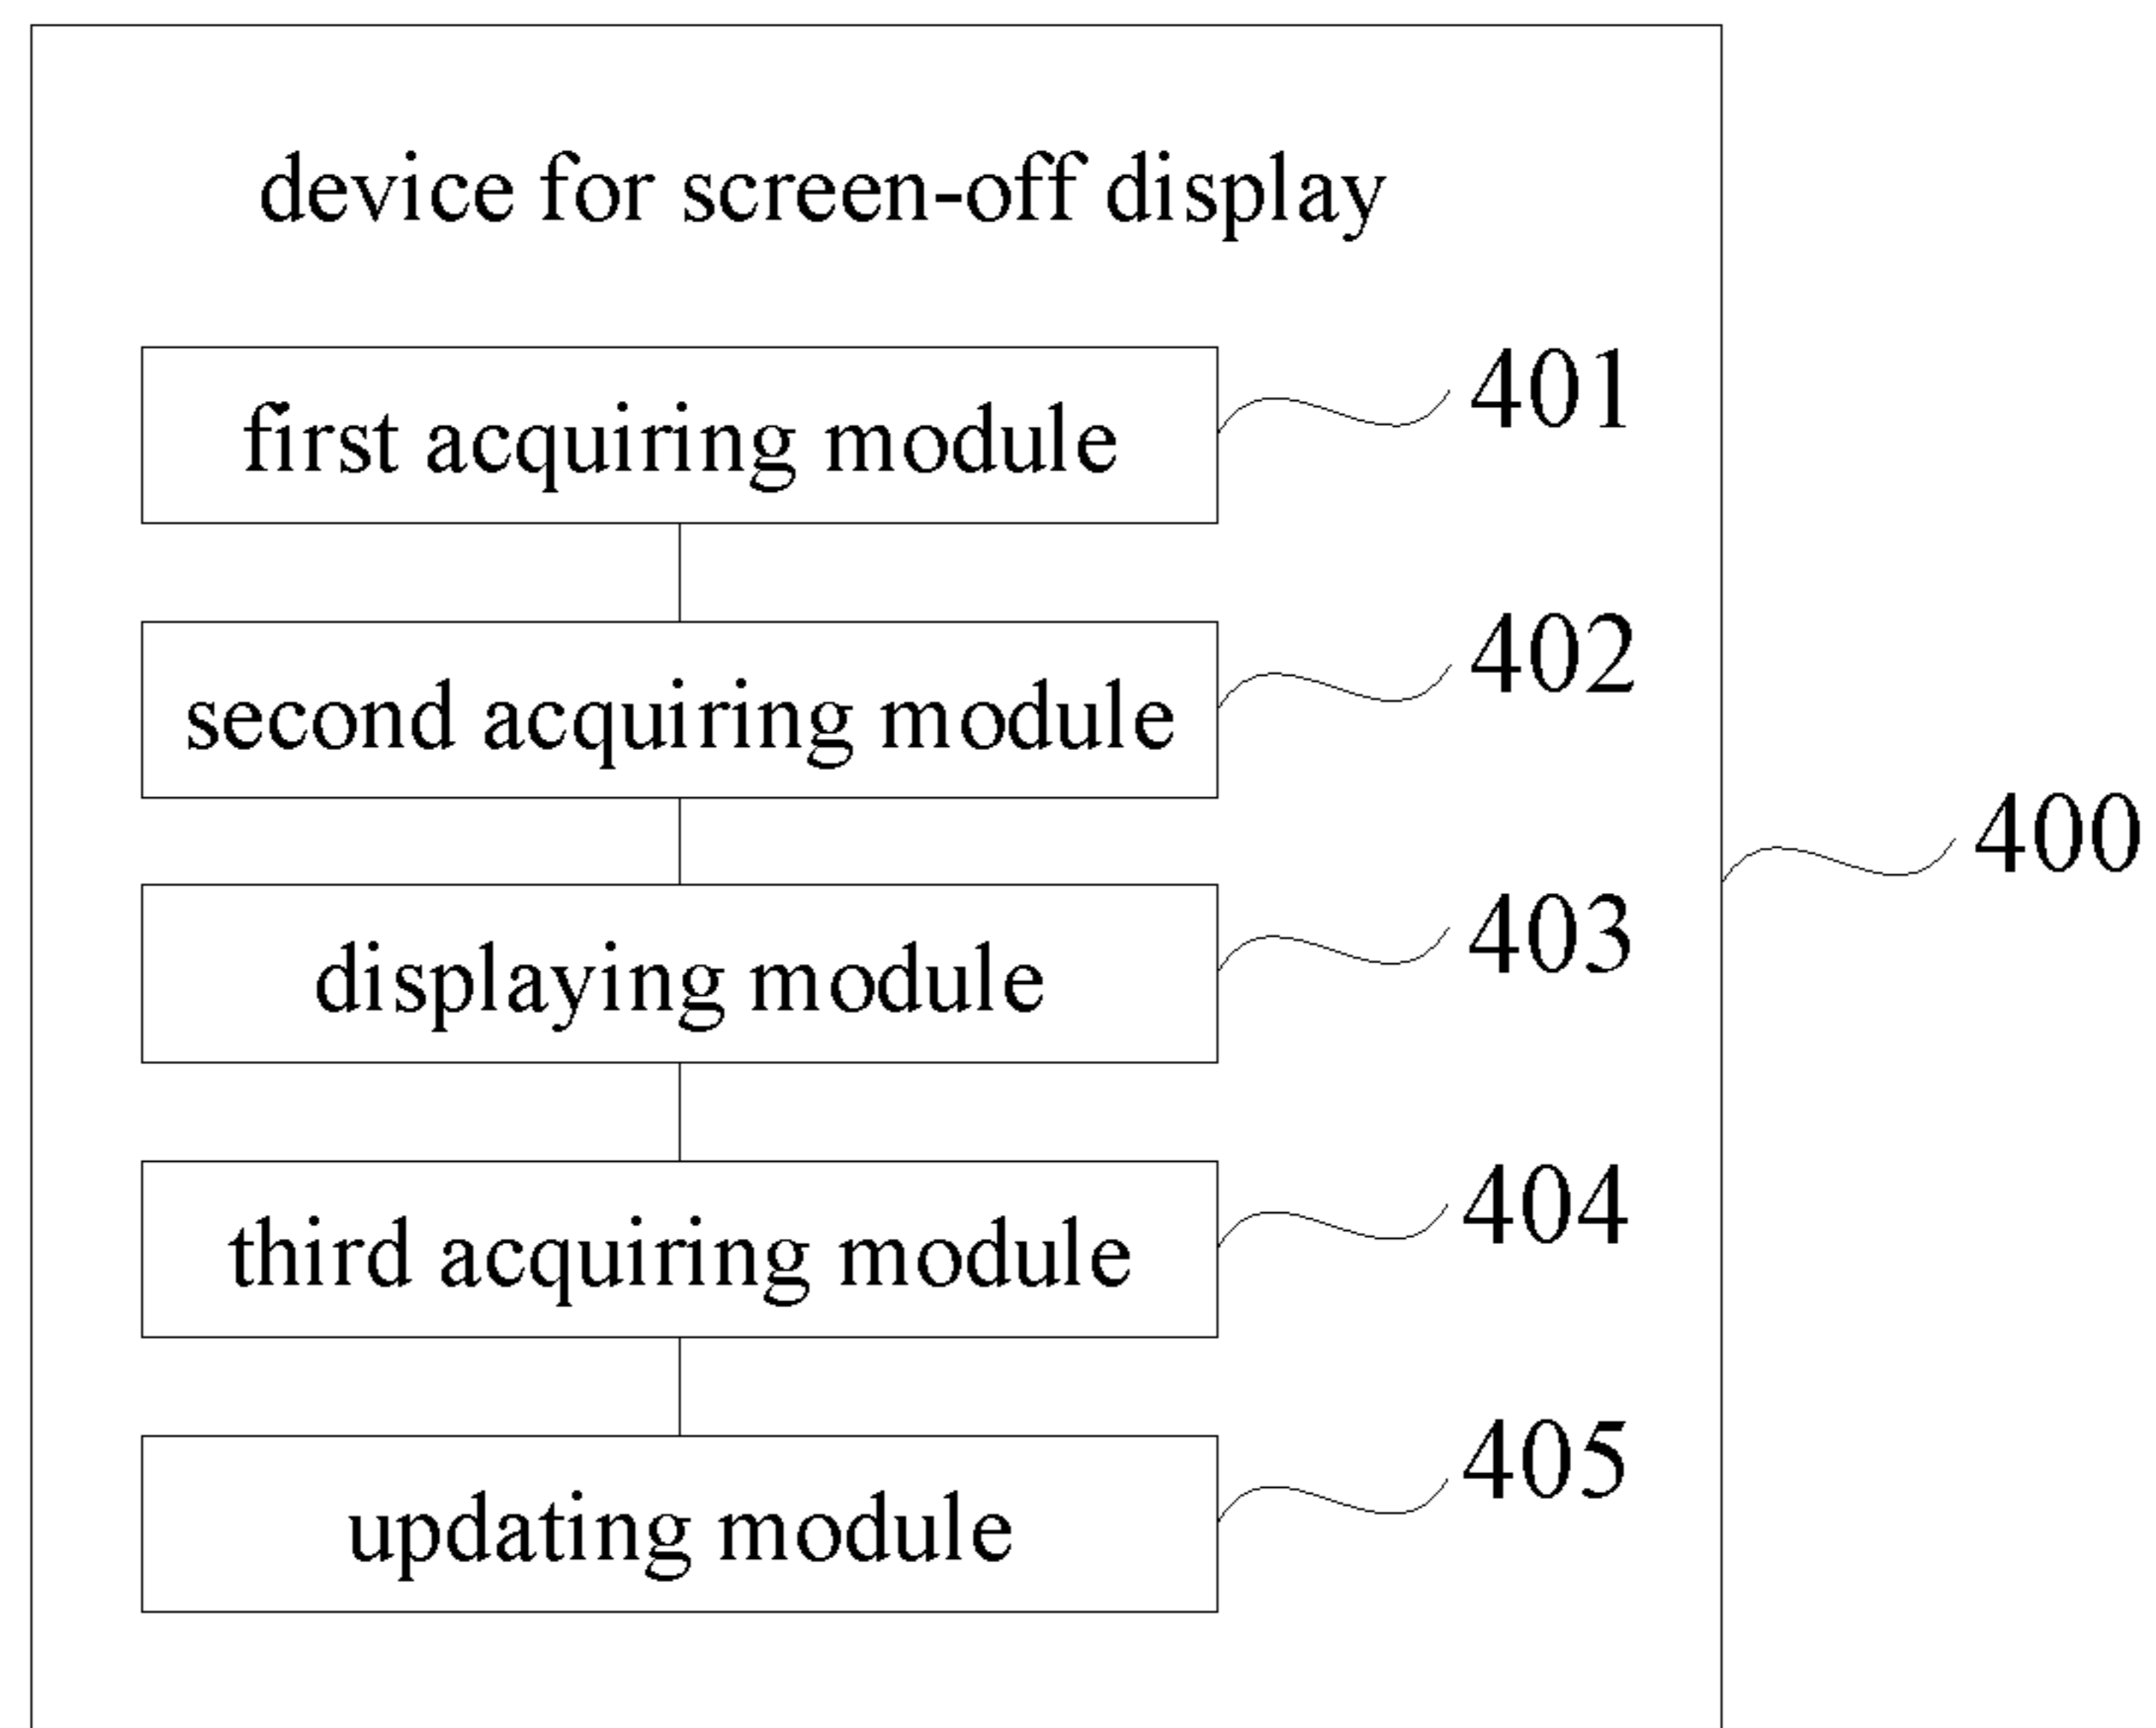 device for screen-off display
first acquiring module
401
second acquiring module
402
400
displaying module
403
third acquiring module
404
updating module
405